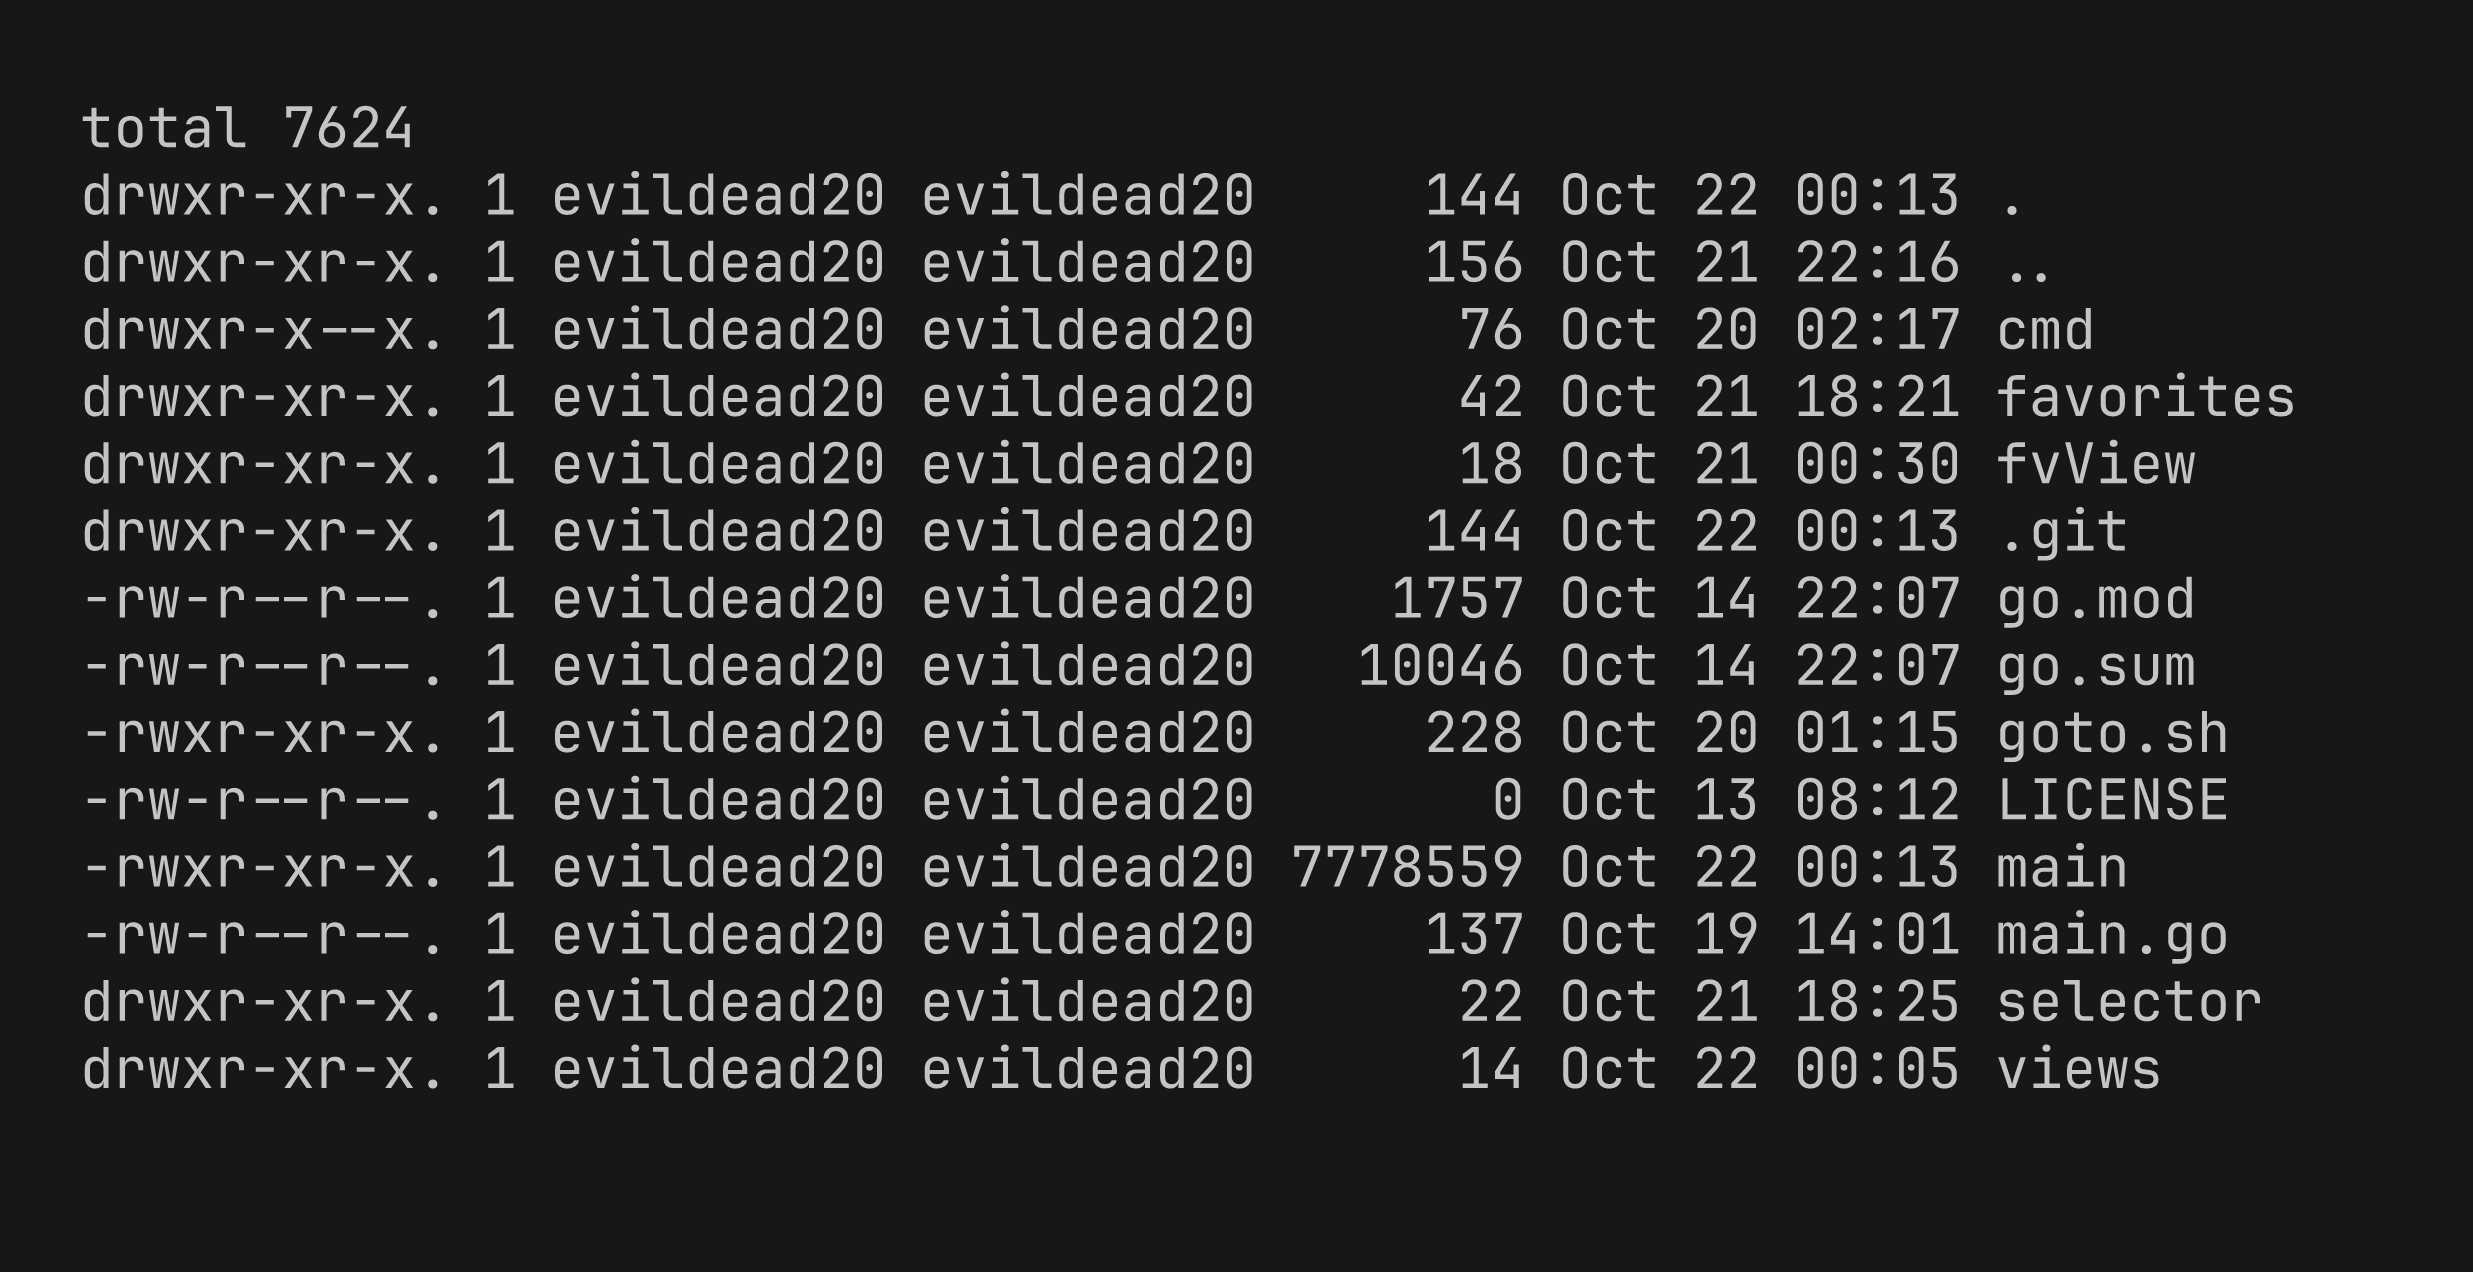 total 7624
drwxr-xr-x. 1 evildead20 evildead20     144 Oct 22 00:13 .
drwxr-xr-x. 1 evildead20 evildead20     156 Oct 21 22:16 ..
drwxr-x--x. 1 evildead20 evildead20      76 Oct 20 02:17 cmd
drwxr-xr-x. 1 evildead20 evildead20      42 Oct 21 18:21 favorites
drwxr-xr-x. 1 evildead20 evildead20      18 Oct 21 00:30 fvView
drwxr-xr-x. 1 evildead20 evildead20     144 Oct 22 00:13 .git
-rw-r--r--. 1 evildead20 evildead20    1757 Oct 14 22:07 go.mod
-rw-r--r--. 1 evildead20 evildead20   10046 Oct 14 22:07 go.sum
-rwxr-xr-x. 1 evildead20 evildead20     228 Oct 20 01:15 goto.sh
-rw-r--r--. 1 evildead20 evildead20       0 Oct 13 08:12 LICENSE
-rwxr-xr-x. 1 evildead20 evildead20 7778559 Oct 22 00:13 main
-rw-r--r--. 1 evildead20 evildead20     137 Oct 19 14:01 main.go
drwxr-xr-x. 1 evildead20 evildead20      22 Oct 21 18:25 selector
drwxr-xr-x. 1 evildead20 evildead20      14 Oct 22 00:05 views